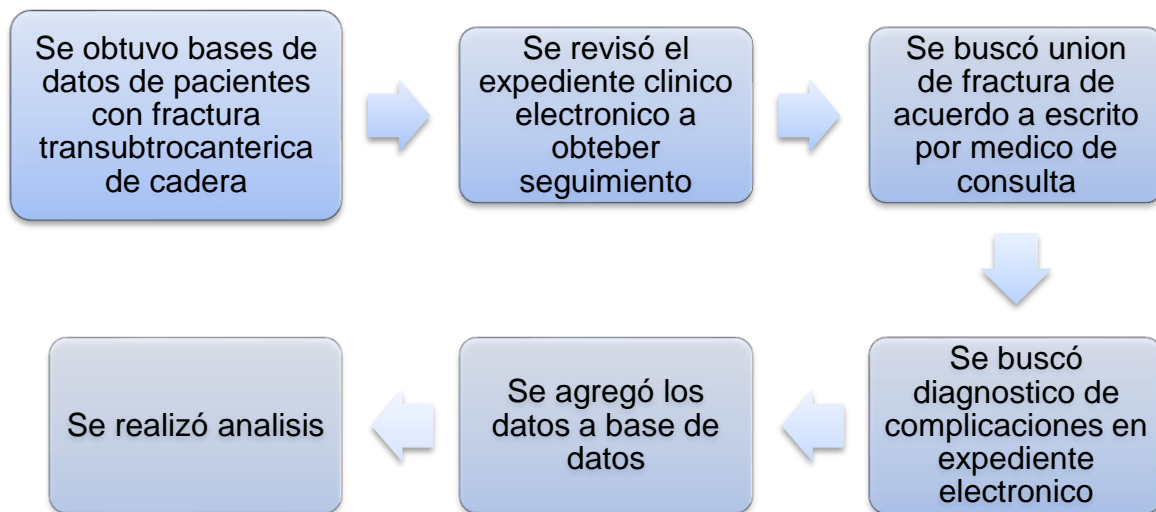 Se obtuvo bases de
datos de pacientes
con fractura
transubtrocanterica
de cadera
Se revisó el
expediente clinico
electronico a
obteber
seguimiento
Se buscó union
de fractura de
acuerdo a escrito
por medico de
consulta
Se buscó
diagnostico de
complicaciones en
expediente
electronico
Se agregó los
datos a base de
datos
Se realizó analisis